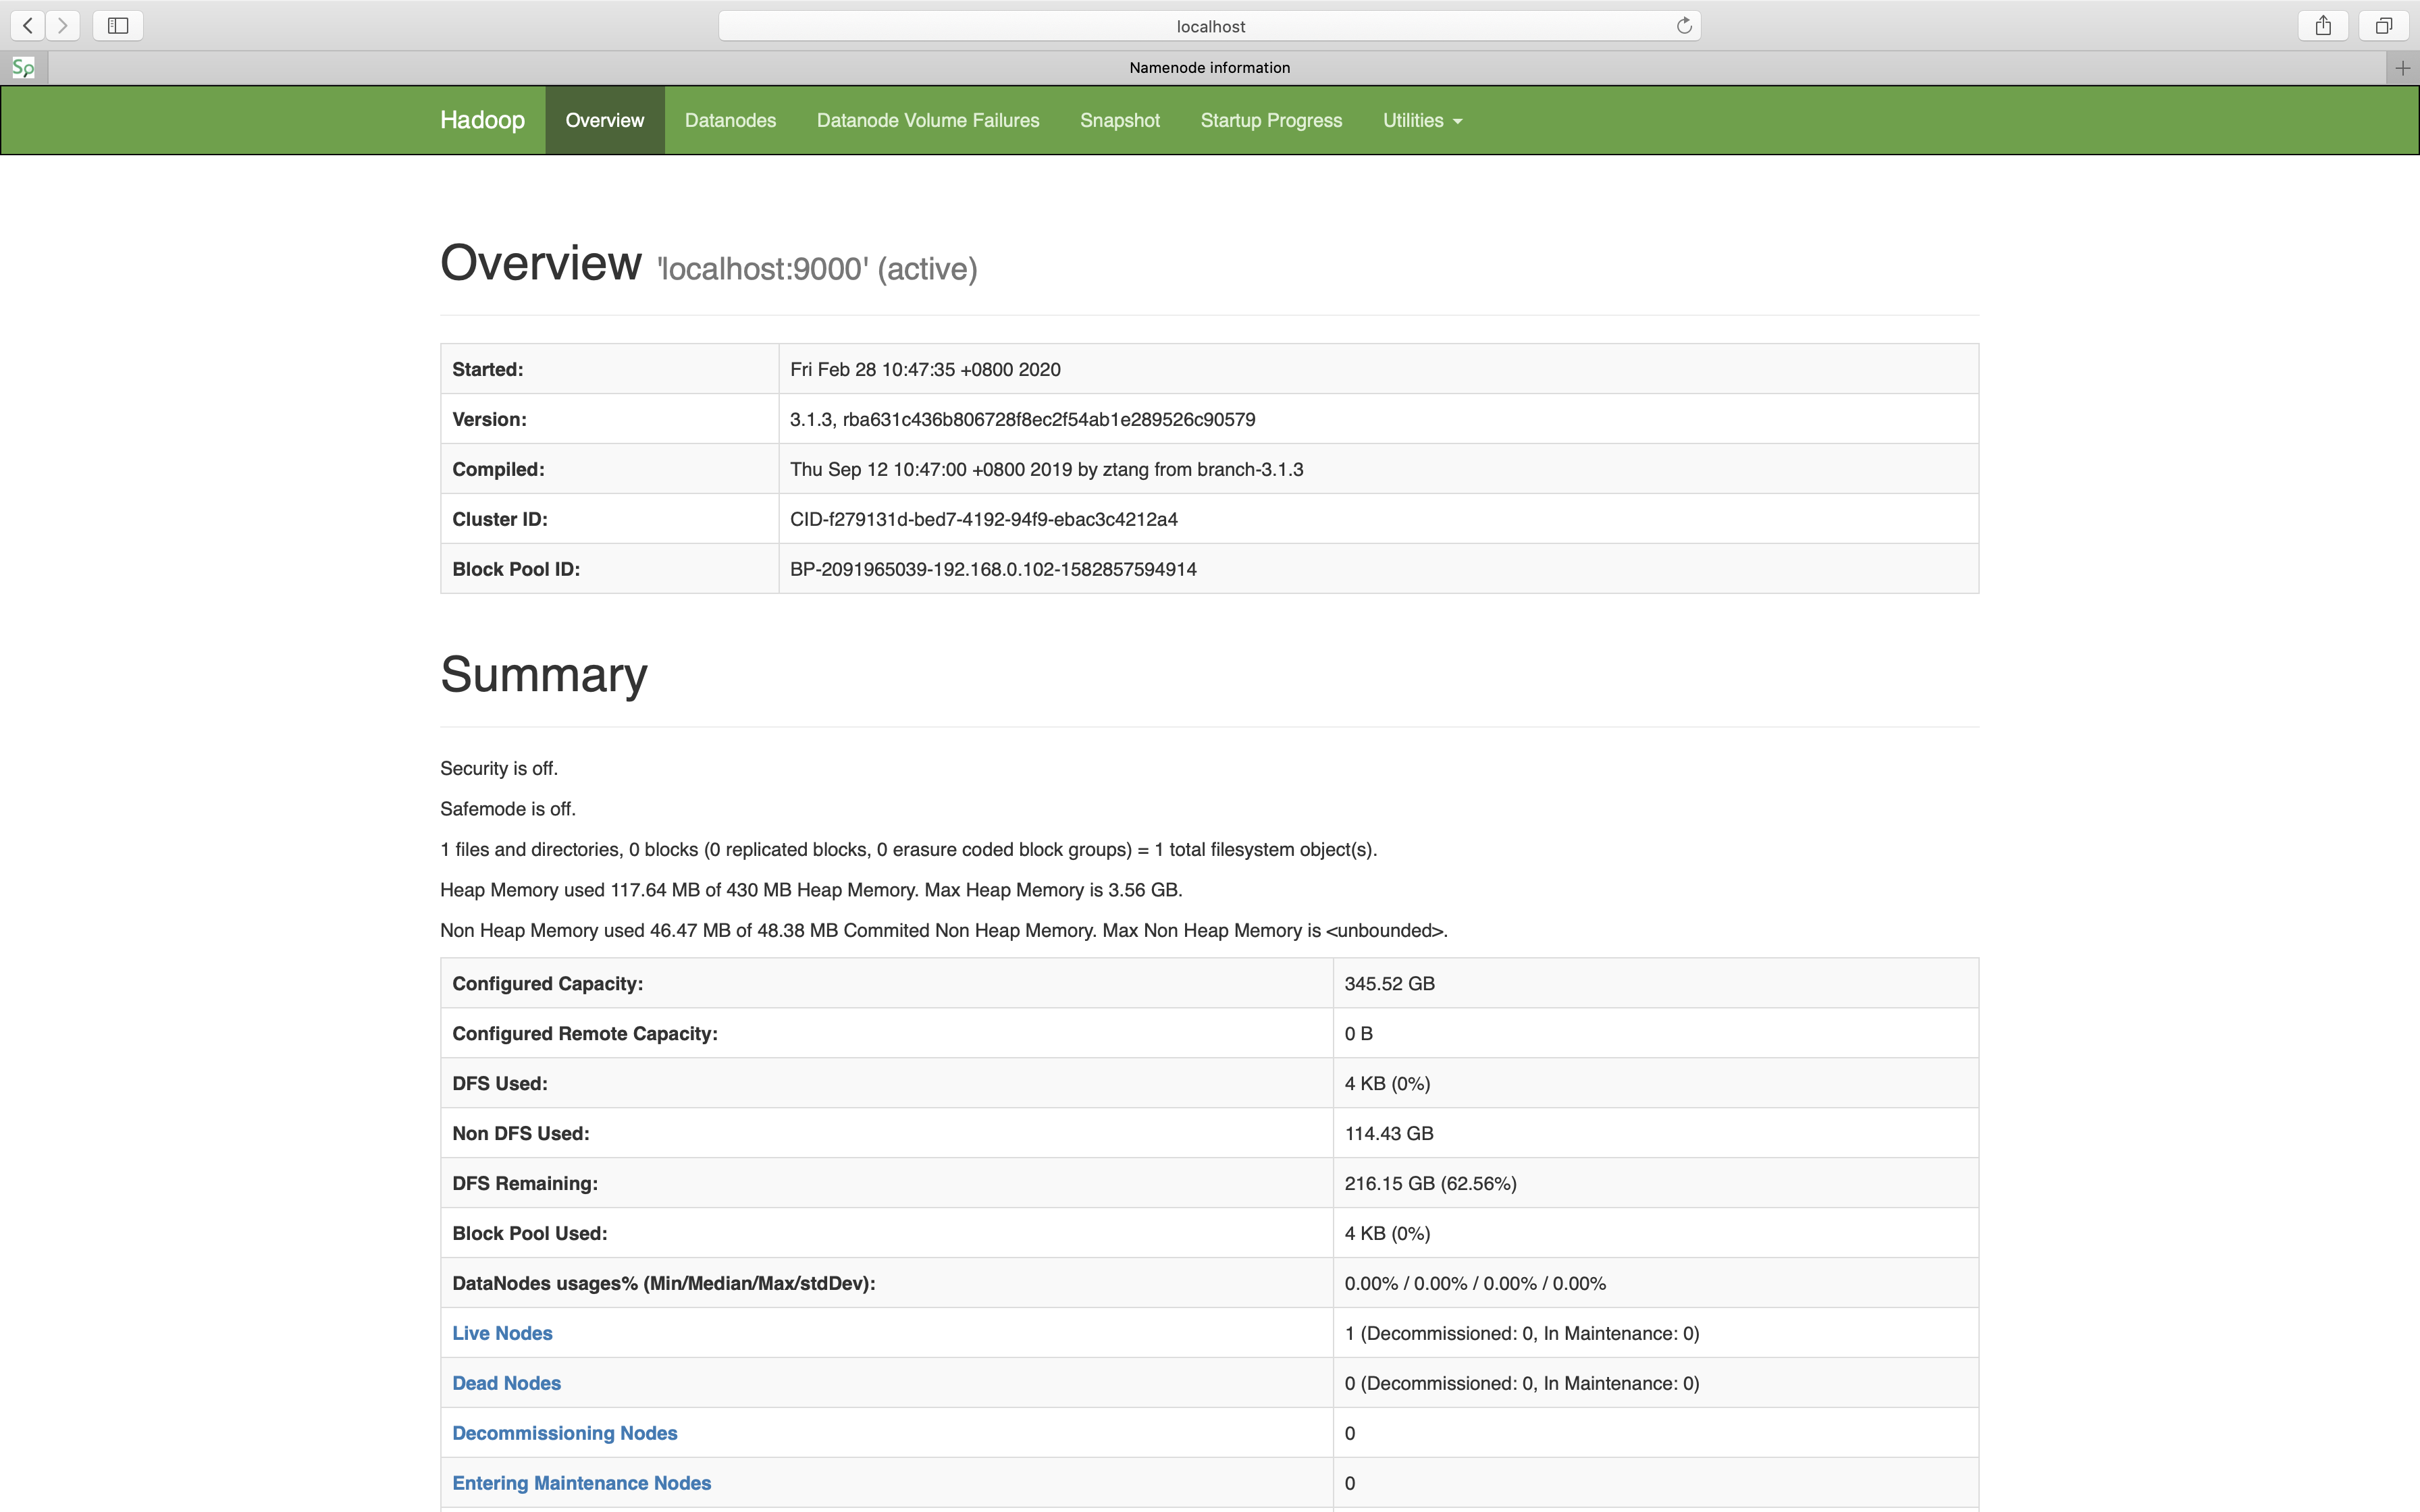 localhost
Sp
Namenode information
Hadoop Overview Datanodes Datanode Volume Failures Snapshot Startup Progress Utilities
Overview 'localhost:9000' (active)
Started: Fri Feb 28 10:47:35 +0800 2020
Version: 3.1.3, rba631c436b806728f8ec2f54ab1e289526c90579
Compiled: Thu Sep 12 10:47:00 +0800 2019 by ztang from branch-3.1.3
Cluster ID: CID-f279131d-bed7-4192-94f9-ebac3c4212a4
Block Pool ID: BP-2091965039-192.168.0.102-1582857594914
Summary
Security is off.
Safemode is off.
1 files and directories, 0 blocks (0 replicated blocks, 0 erasure coded block groups) = 1 total filesystem object(s).
Heap Memory used 117.64 MB of 430 MB Heap Memory. Max Heap Memory is 3.56 GB.
Non Heap Memory used 46.47 MB of 48.38 MB Commited Non Heap Memory. Max Non Heap Memory is <unbounded>.
Configured Capacity: 345.52 GB
Configured Remote Capacity: 0 B
DFS Used: 4 KB (0%)
Non DFS Used: 114.43 GB
DFS Remaining: 216.15 GB (62.56%)
Block Pool Used: 4 KB (0%)
DataNodes usages% (Min/Median/Max/stdDev): 0.00% / 0.00% / 0.00% / 0.00%
Live Nodes 1 (Decommissioned: 0, In Maintenance: 0)
Dead Nodes 0 (Decommissioned: 0, In Maintenance: 0)
Decommissioning Nodes 0
Entering Maintenance Nodes 0